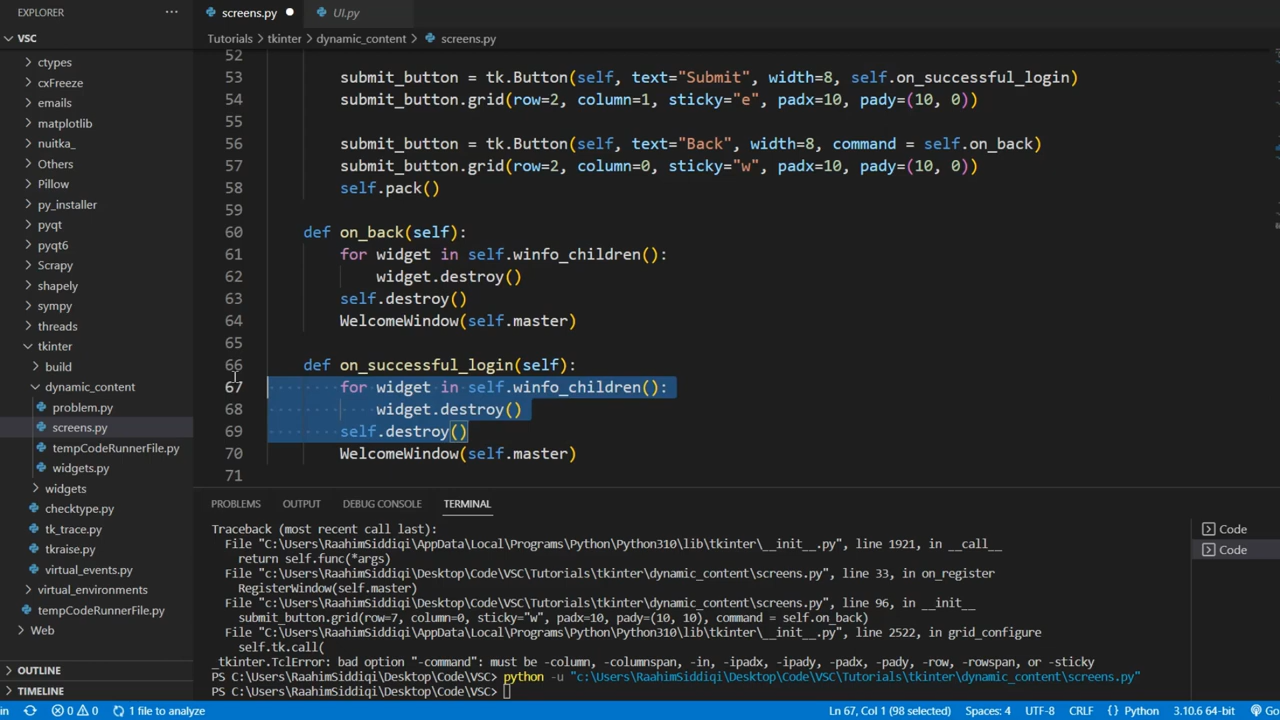 EXPLORER ··· screens.py ● UI.py
VSC Tutorials > tkinter > dynamic_content > screens.py
ctypes
cxFreeze
emails
matplotlib
nuitka_
Others
Pillow
py_installer
pyqt
pyqt6
Scrapy
shapely
sympy
threads
tkinter
build
dynamic_content
problem.py
screens.py
tempCodeRunnerFile.py
widgets.py
widgets
checktype.py
tk_trace.py
tkraise.py
virtual_events.py
virtual_environments
tempCodeRunnerFile.py
Web
OUTLINE
TIMELINE
52
53 submit_button = tk.Button(self, text="Submit", width=8, self.on_successful_login)
54 submit_button.grid(row=2, column=1, sticky="e", padx=10, pady=(10, 0))
55
56 submit_button = tk.Button(self, text="Back", width=8, command = self.on_back)
57 submit_button.grid(row=2, column=0, sticky="w", padx=10, pady=(10, 0))
58 self.pack()
59
60 def on_back(self):
61 for widget in self.winfo_children():
62 widget.destroy()
63 self.destroy()
64 WelcomeWindow(self.master)
65
66 def on_successful_login(self):
67 for widget in self.winfo_children():
68 widget.destroy()
69 self.destroy()
70 WelcomeWindow(self.master)
71
PROBLEMS OUTPUT DEBUG CONSOLE TERMINAL
Traceback (most recent call last):
File "C:\Users\RaahimSiddiqi\AppData\Local\Programs\Python\Python310\lib\tkinter\__init__.py", line 1921, in __call__
return self.func(*args)
File "C:\Users\RaahimSiddiqi\Desktop\Code\VSC\Tutorials\tkinter\dynamic_content\screens.py", line 33, in on_register
RegisterWindow(self.master)
File "C:\Users\RaahimSiddiqi\Desktop\Code\VSC\Tutorials\tkinter\dynamic_content\screens.py", line 96, in __init__
submit_button.grid(row=7, column=0, sticky="w", padx=10, pady=(10, 10), command = self.on_back)
File "C:\Users\RaahimSiddiqi\AppData\Local\Programs\Python\Python310\lib\tkinter\__init__.py", line 2522, in grid_configure
self.tk.call(
_tkinter.TclError: bad option "-command": must be -column, -columnspan, -in, -ipadx, -ipady, -padx, -pady, -row, -rowspan, or -sticky
PS C:\Users\RaahimSiddiqi\Desktop\Code\VSC> python -u "c:\Users\RaahimSiddiqi\Desktop\Code\VSC\Tutorials\tkinter\dynamic_content\screens.py"
PS C:\Users\RaahimSiddiqi\Desktop\Code\VSC>
Code
Code
in 0 0 1 file to analyze Ln 67, Col 1 (98 selected) Spaces: 4 UTF-8 CRLF {} Python 3.10.6 64-bit Go